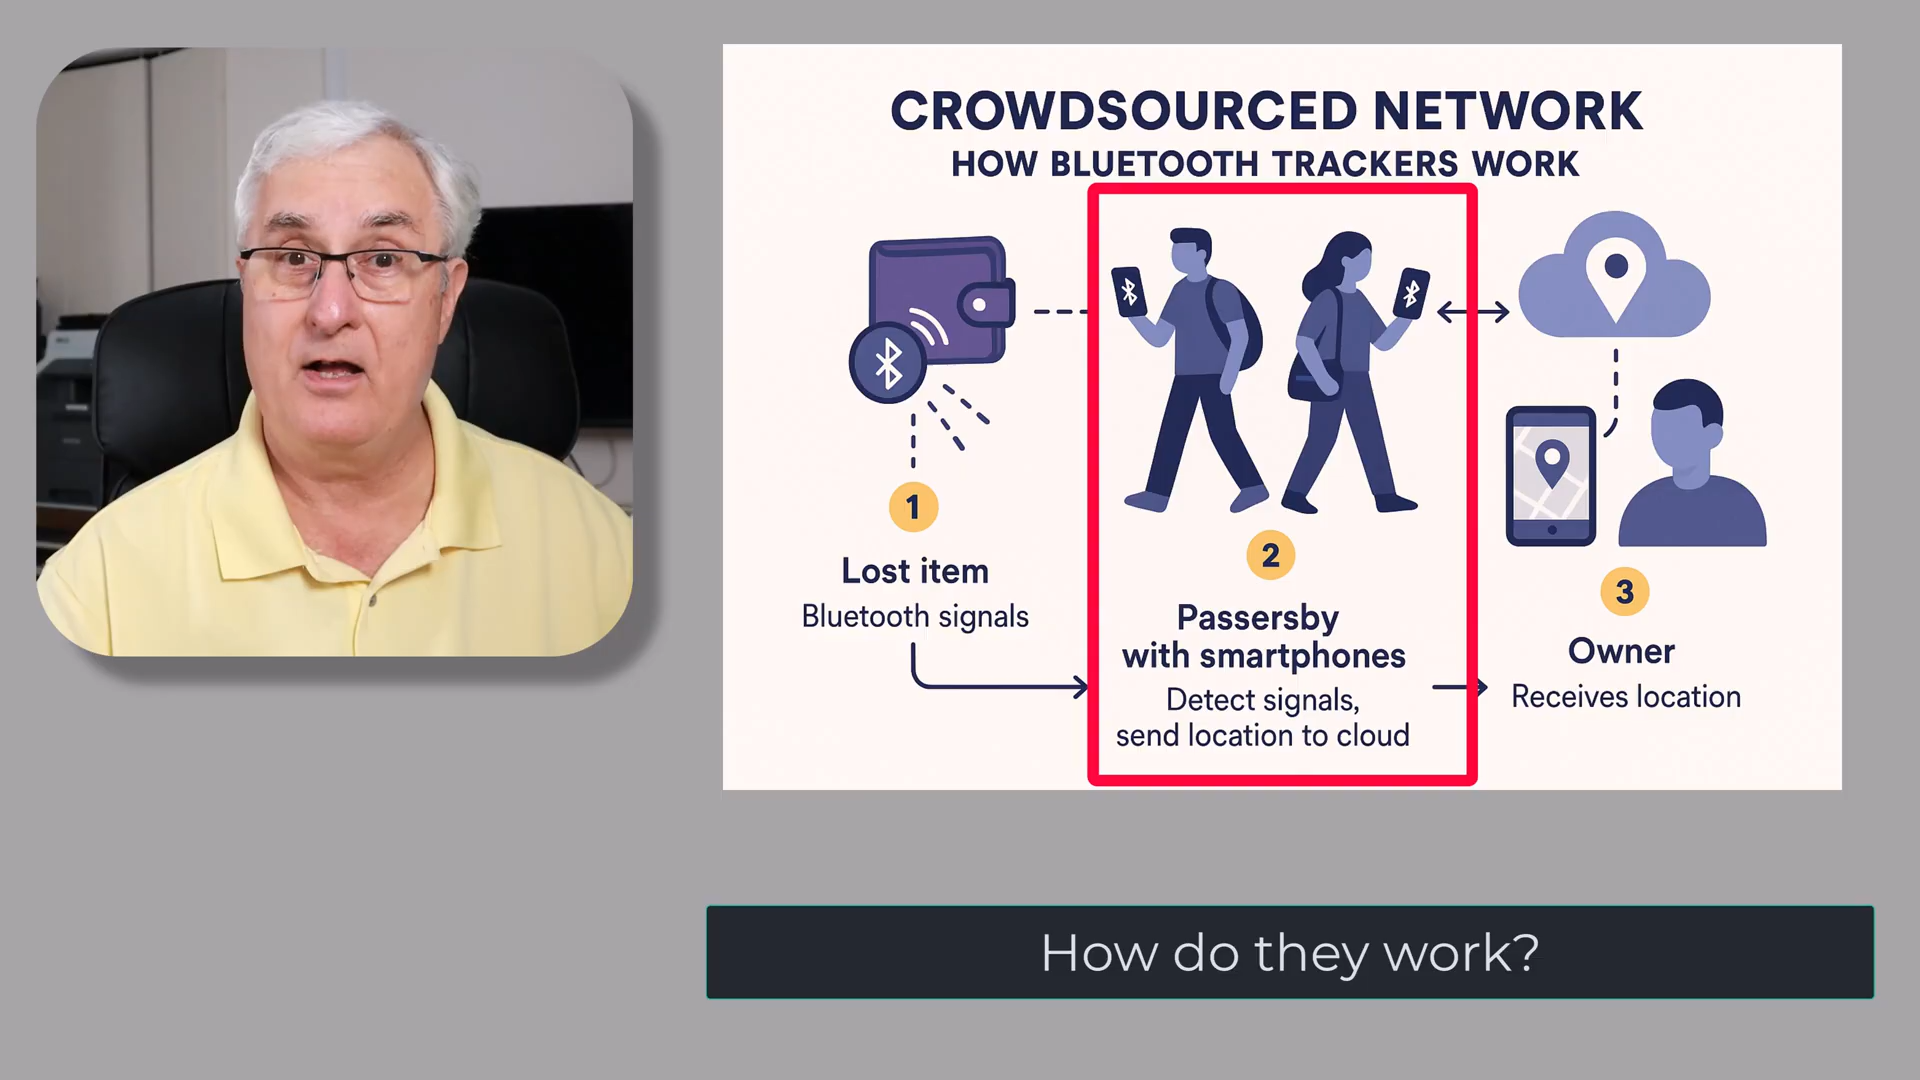 CROWDSOURCED NETWORK
HOW BLUETOOTH TRACKERS WORK
1
Lost item
Bluetooth signals
2
Passersby
with smartphones
Detect signals,
send location to cloud
3
Owner
Receives location
How do they work?